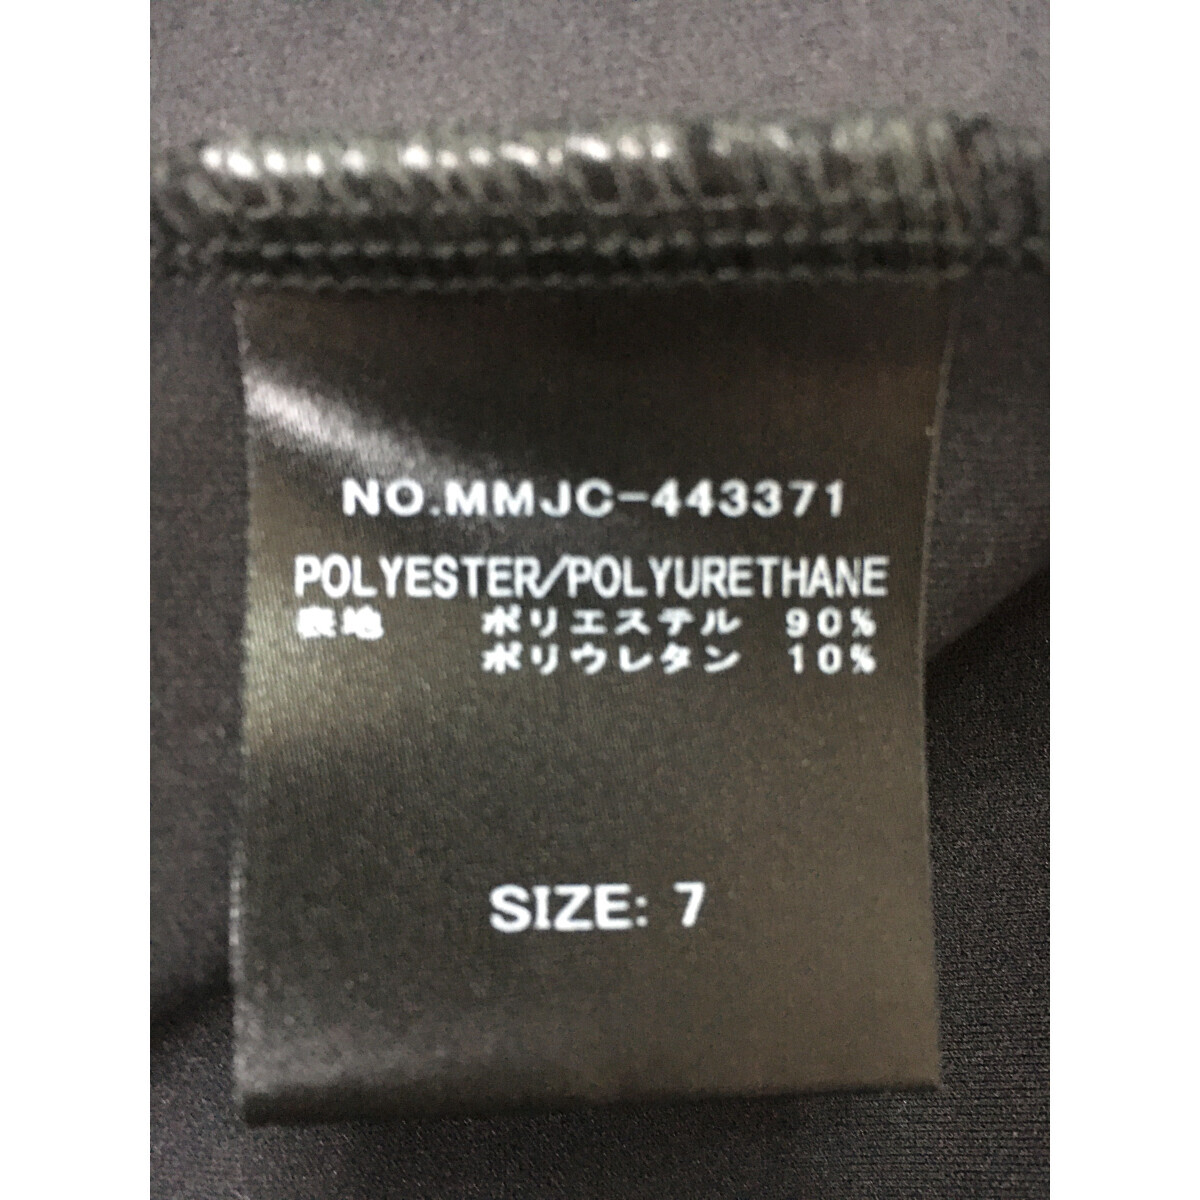 NO.MMJC-443371
POLYESTER/POLYURETHANE
表地 ポリエステル 90%
ポリウレタン 10%
SIZE: 7